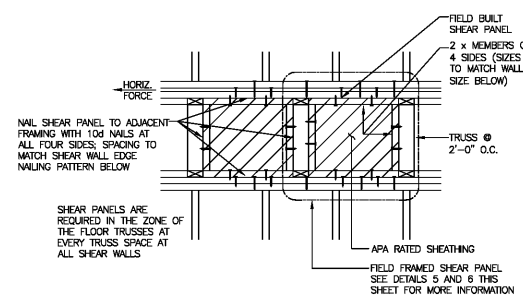 FIELD BUILT
SHEAR PANEL
2 x MEMBERS
4 SIDES (SIZES
TO MATCH WALL
SIZE BELOW)
HORIZ.
FORCE
NAIL SHEAR PANEL TO ADJACENT
FRAMING WITH 10d NAILS AT
ALL FOUR SIDES; SPACING TO
MATCH SHEAR WALL EDGE
NAILING PATTERN BELOW
TRUSS @
2'-0" O.C.
SHEAR PANELS ARE
REQUIRED IN THE ZONE OF
THE FLOOR TRUSSES AT
EVERY TRUSS SPACE AT
ALL SHEAR WALLS
APA RATED SHEATHING
FIELD FRAMED SHEAR PANEL
SEE DETAILS 5 AND 6 THIS
SHEET FOR MORE INFORMATION